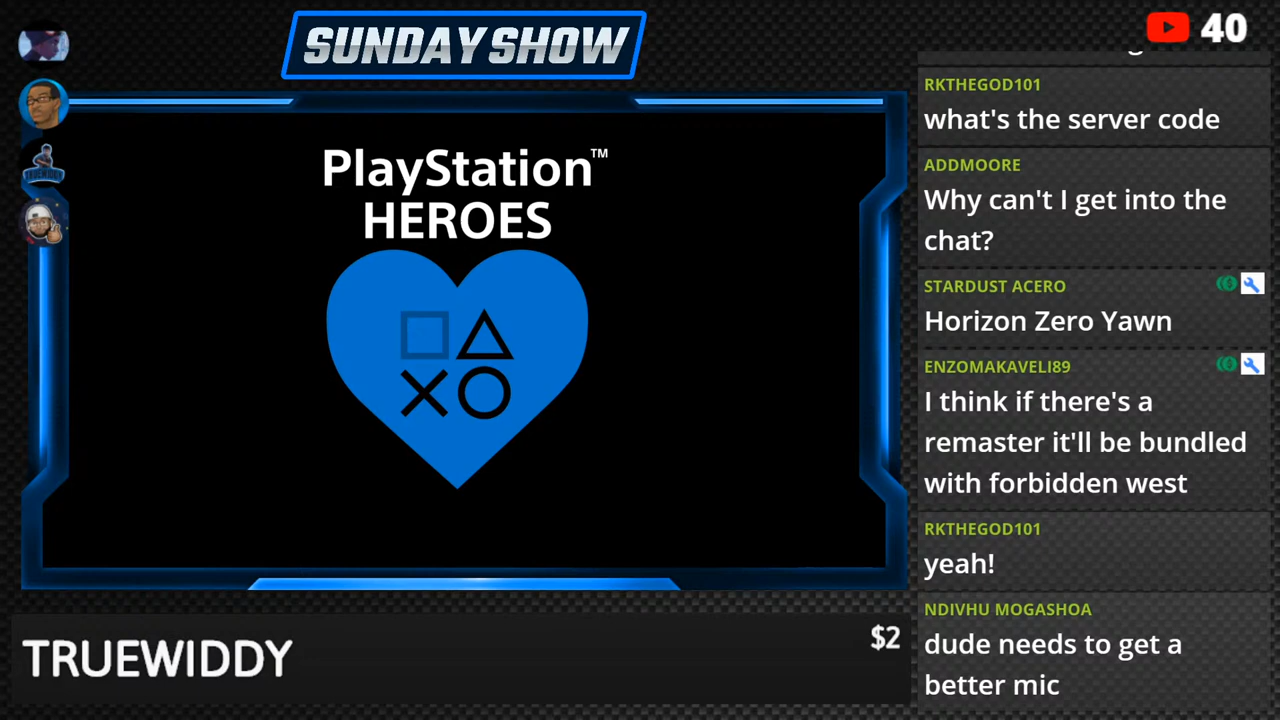 SUNDAY SHOW
40
PlayStation™
HEROES
RKTHEGOD101
what's the server code
ADDMOORE
Why can't I get into the
chat?
STARDUST ACERO
Horizon Zero Yawn
ENZOMAKAVELI89
I think if there's a
remaster it'll be bundled
with forbidden west
RKTHEGOD101
yeah!
NDIVHU MOGASHOA
dude needs to get a
better mic
TRUEWIDDY
$2